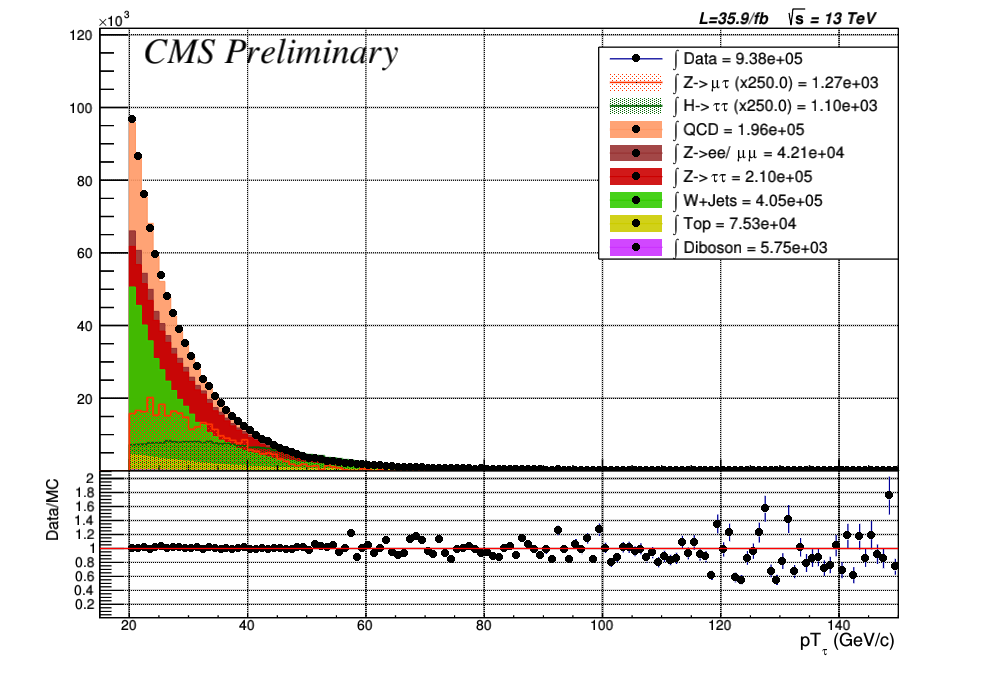 ×10³
L=35.9/fb √s = 13 TeV
CMS Preliminary
120
100
80
60
40
20
∫ Data = 9.38e+05
∫ Z->μτ (x250.0) = 1.27e+03
∫ H->ττ (x250.0) = 1.10e+03
∫ QCD = 1.96e+05
∫ Z->ee/ μμ = 4.21e+04
∫ Z->ττ = 2.10e+05
∫ W+Jets = 4.05e+05
∫ Top = 7.53e+04
∫ Diboson = 5.75e+03
Data/MC
2
1.8
1.6
1.4
1.2
1
0.8
0.6
0.4
0.2
20 40 60 80 100 120 140
pT_τ (GeV/c)